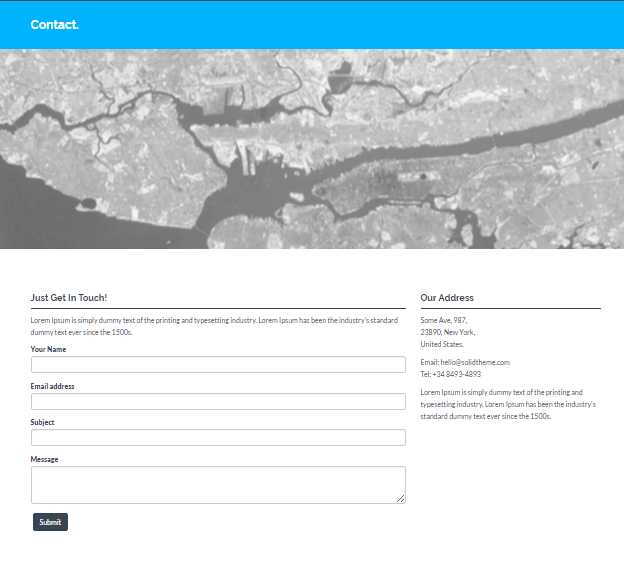 Contact.
Just Get In Touch!
Lorem Ipsum is simply dummy text of the printing and typesetting industry. Lorem Ipsum has been the industry's standard
dummy text ever since the 1500s.
Your Name
Email address
Subject
Message
Submit
Our Address
Some Ave, 987,
23890, New York,
United States.
Email: hello@solidtheme.com
Tel: +34 8493-4893
Lorem Ipsum is simply dummy text of the printing and
typesetting industry. Lorem Ipsum has been the industry's
standard dummy text ever since the 1500s.